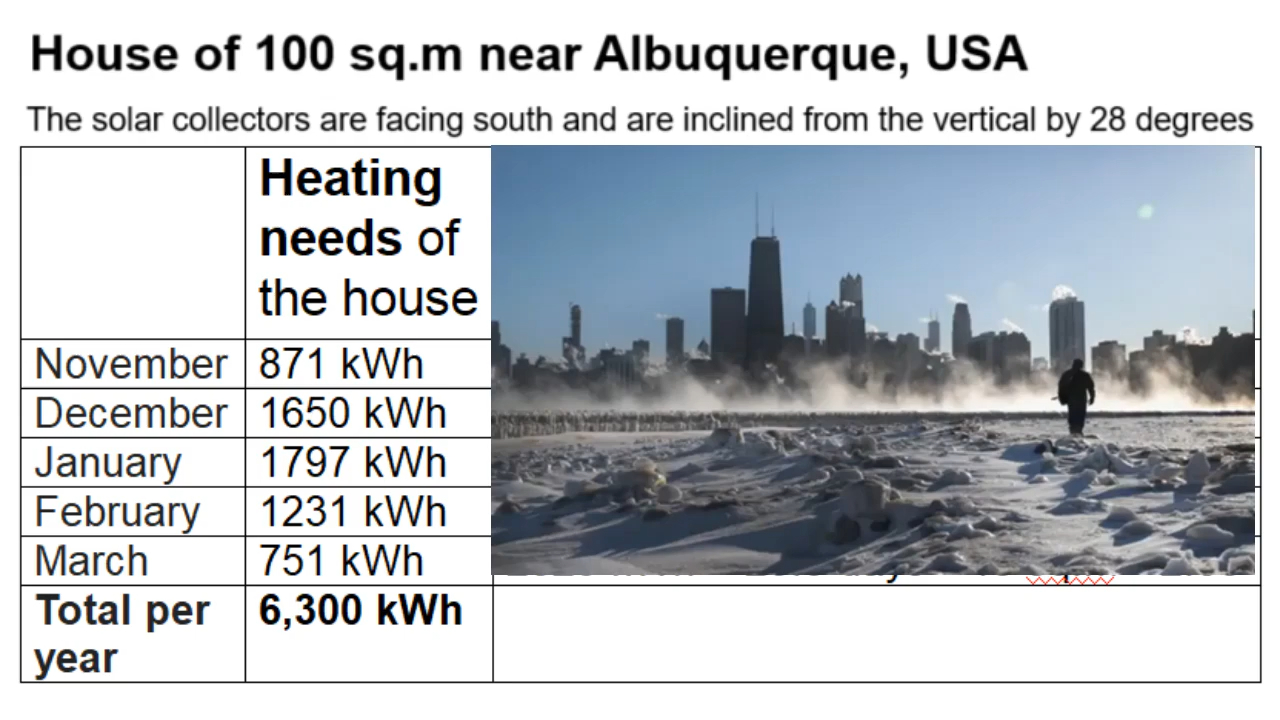 House of 100 sq.m near Albuquerque, USA
The solar collectors are facing south and are inclined from the vertical by 28 degrees
Heating
needs of
the house
November 871 kWh
December 1650 kWh
January 1797 kWh
February 1231 kWh
March 751 kWh
Total per 6,300 kWh
year